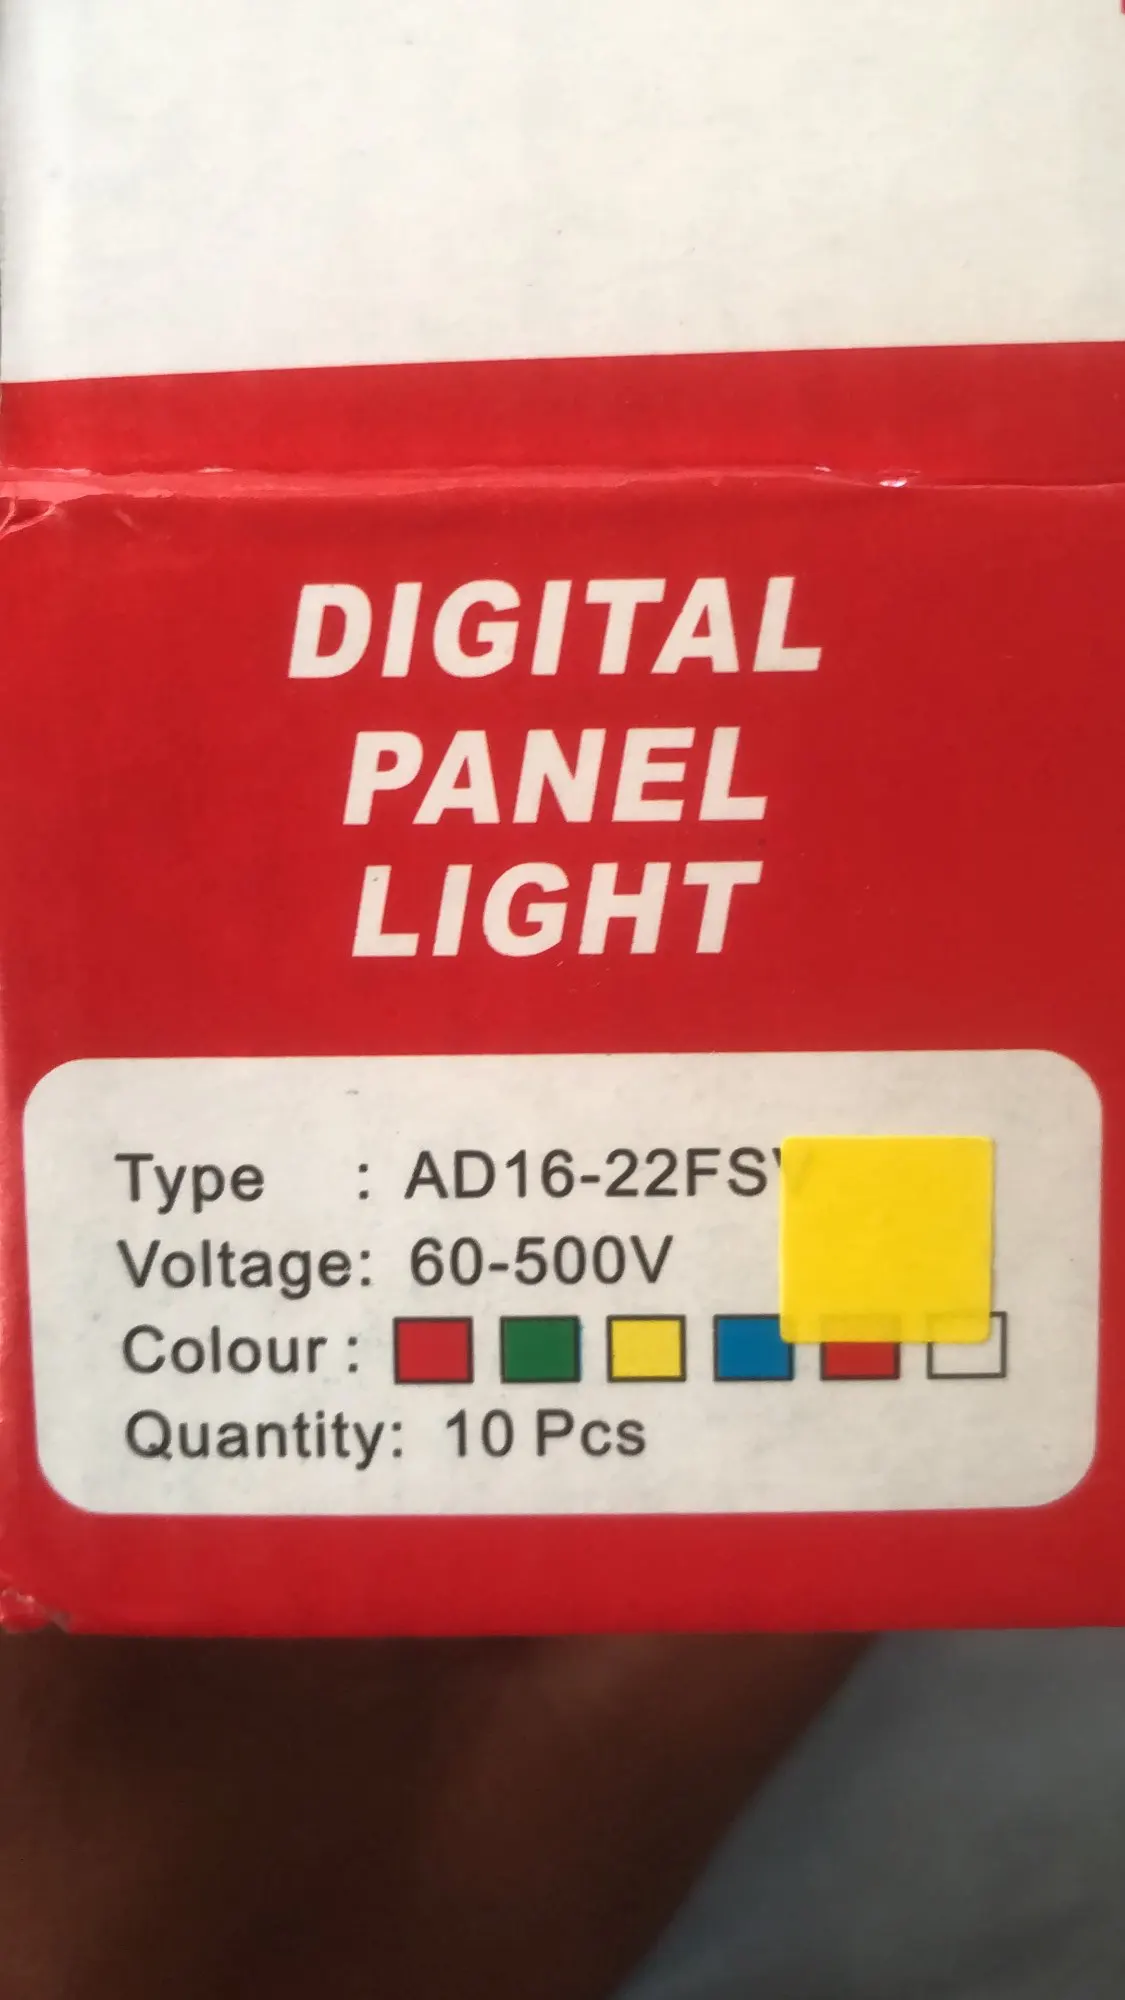 DIGITAL
PANEL
LIGHT
Type : AD16-22FS
Voltage: 60-500V
Colour :
Quantity: 10 Pcs